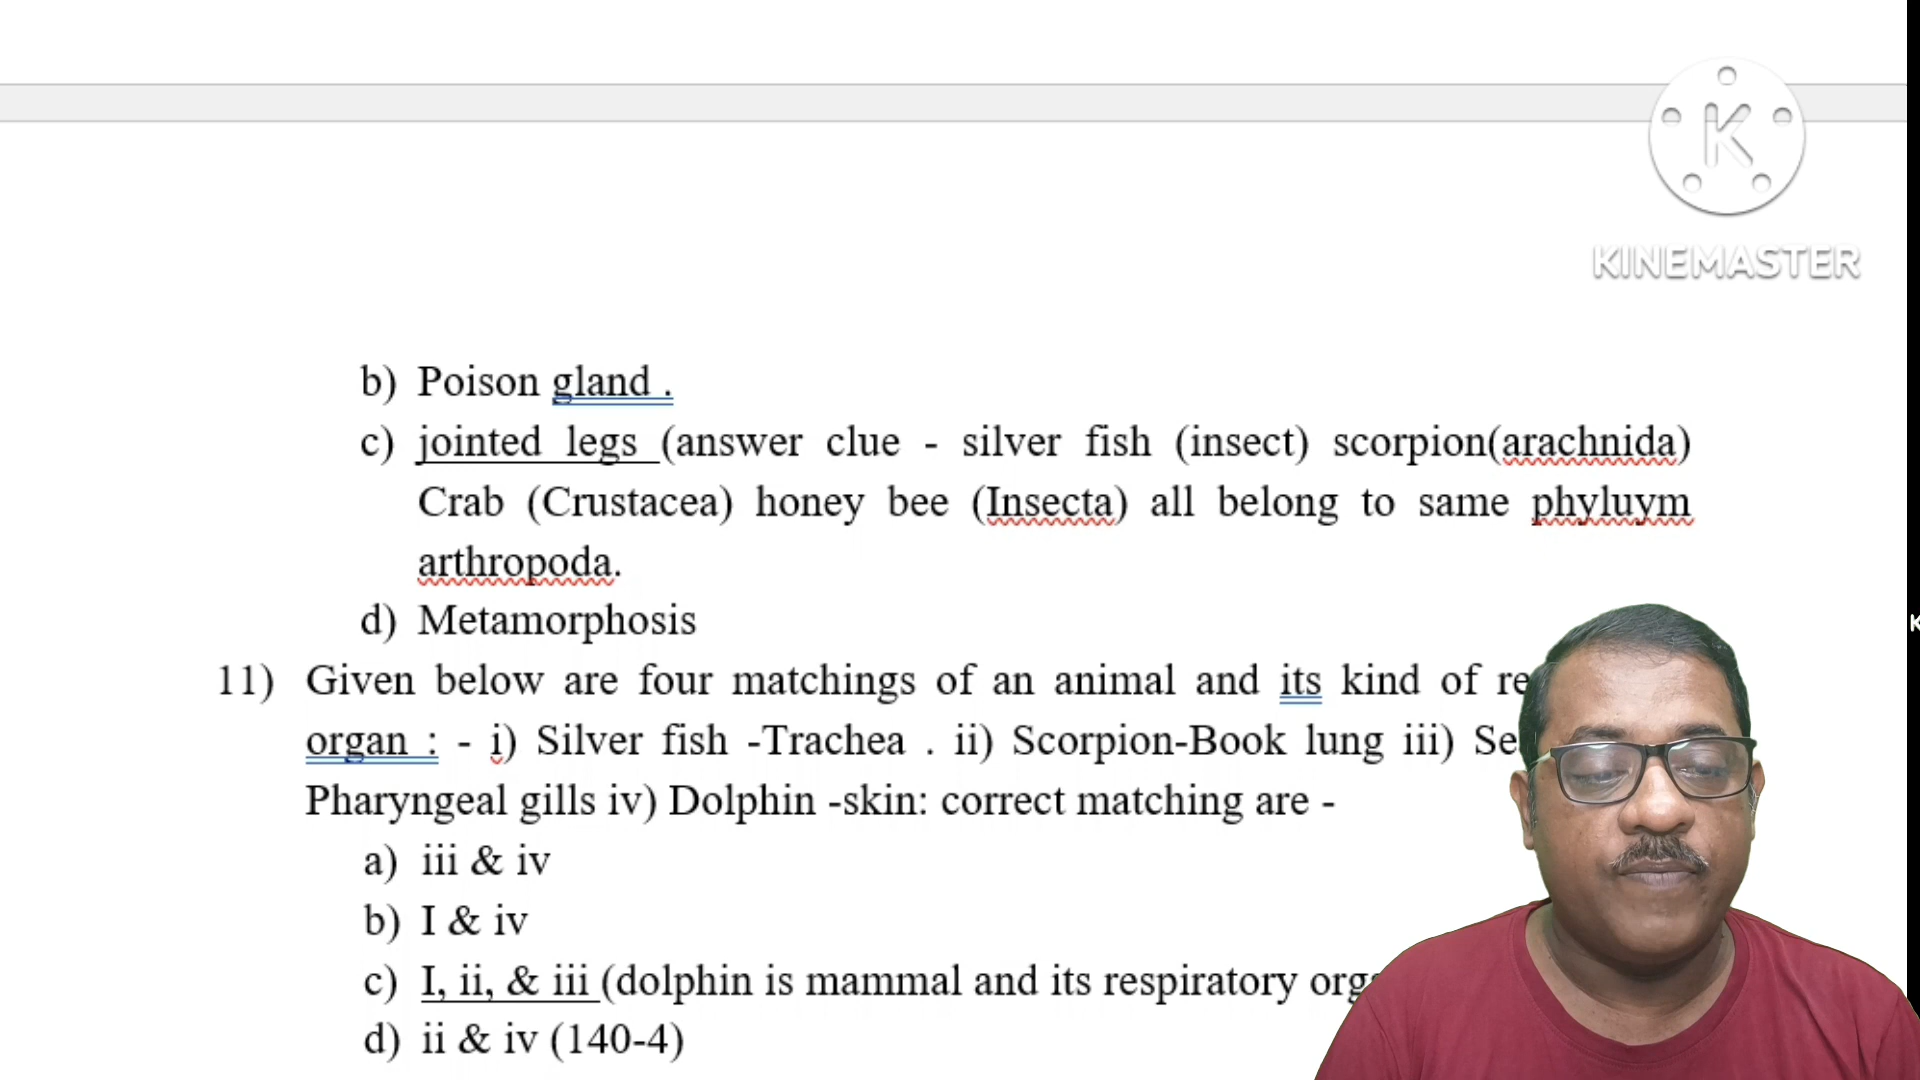 K
KINEMASTER
b) Poison gland .
c) jointed legs (answer clue - silver fish (insect) scorpion(arachnida)
Crab (Crustacea) honey bee (Insecta) all belong to same phyluym
arthropoda.
d) Metamorphosis
11) Given below are four matchings of an animal and its kind of
organ : - i) Silver fish -Trachea . ii) Scorpion-Book lung iii)
Pharyngeal gills iv) Dolphin -skin: correct matching are -
a) iii & iv
b) I & iv
c) I, ii, & iii (dolphin is mammal and its respiratory
d) ii & iv (140-4)